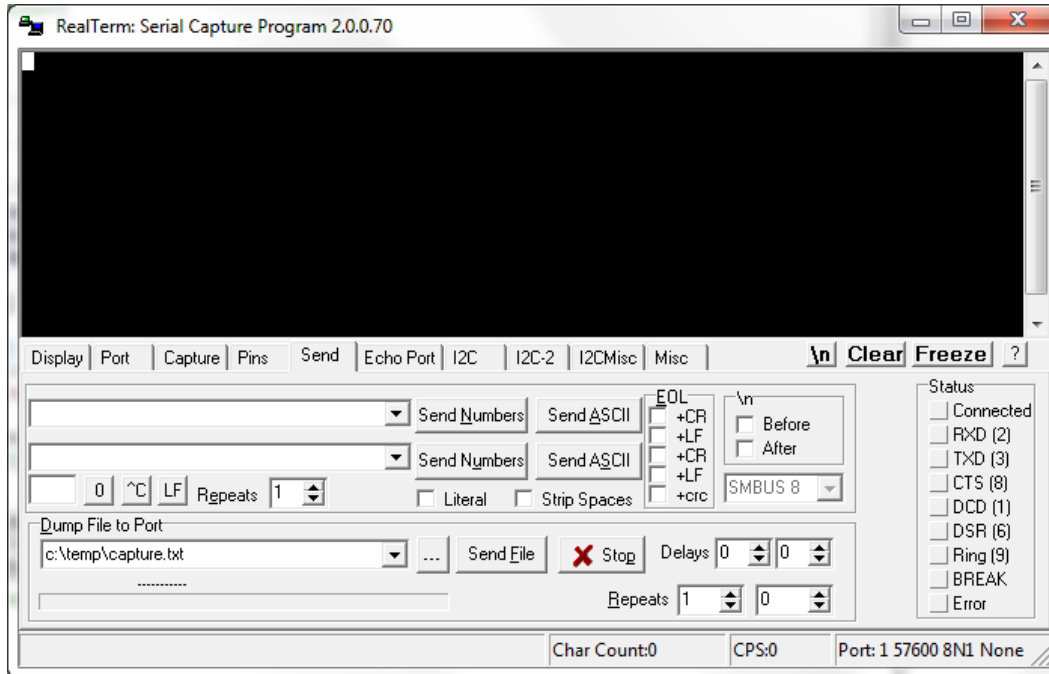 RealTerm: Serial Capture Program 2.0.0.70
Display Port Capture Pins Send Echo Port I2C I2C-2 I2CMisc Misc \n Clear Freeze ?
EOL \n Status
Send Numbers Send ASCII +CR Before Connected
+LF After RXD (2)
Send Numbers Send ASCII +CR TXD (3)
+LF SMBUS 8 CTS (8)
0 ^C LF Repeats 1 Literal Strip Spaces +crc DCD (1)
Dump File to Port DSR (6)
c:\temp\capture.txt ... Send File X Stop Delays 0 0 Ring (9)
----------- BREAK
Repeats 1 0 Error
Char Count:0 CPS:0 Port: 1 57600 8N1 None